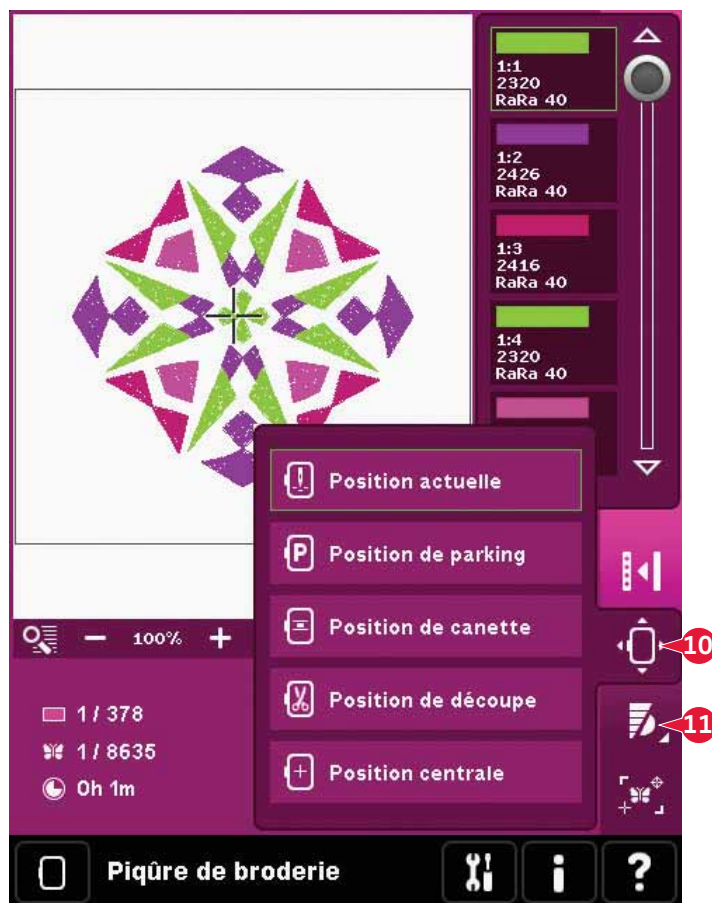 1:1
2320
RaRa 40
1:2
2426
RaRa 40
1:3
2416
RaRa 40
1:4
2320
RaRa 40
Position actuelle
P
Position de parking
Position de canette
Position de découpe
Position centrale
100%
1 / 378
1 / 8635
0h 1m
10
11
Piqûre de broderie
i
?